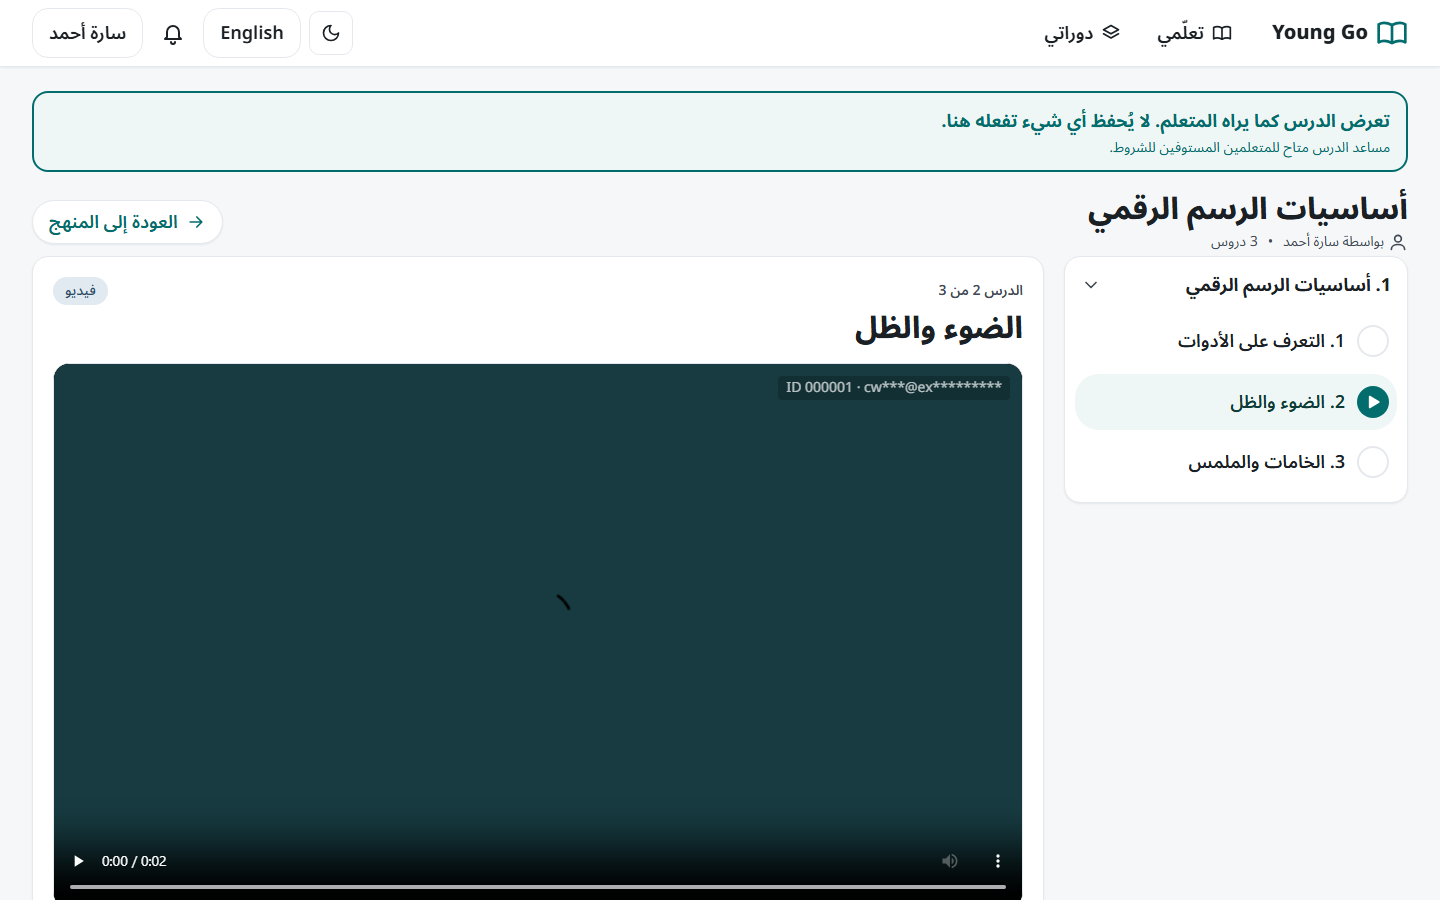 Young Go
تعلّمي
دوراتي
English
سارة أحمد
تعرض الدرس كما يراه المتعلم. لا يُحفظ أي شيء تفعله هنا.
مساعد الدرس متاح للمتعلمين المستوفين للشروط.
أساسيات الرسم الرقمي
بواسطة سارة أحمد • 3 دروس
العودة إلى المنهج
1. أساسيات الرسم الرقمي
1. التعرف على الأدوات
2. الضوء والظل
3. الخامات والملمس
الدرس 2 من 3
فيديو
الضوء والظل
ID 000001 · cw***@ex*********
0:00 / 0:02